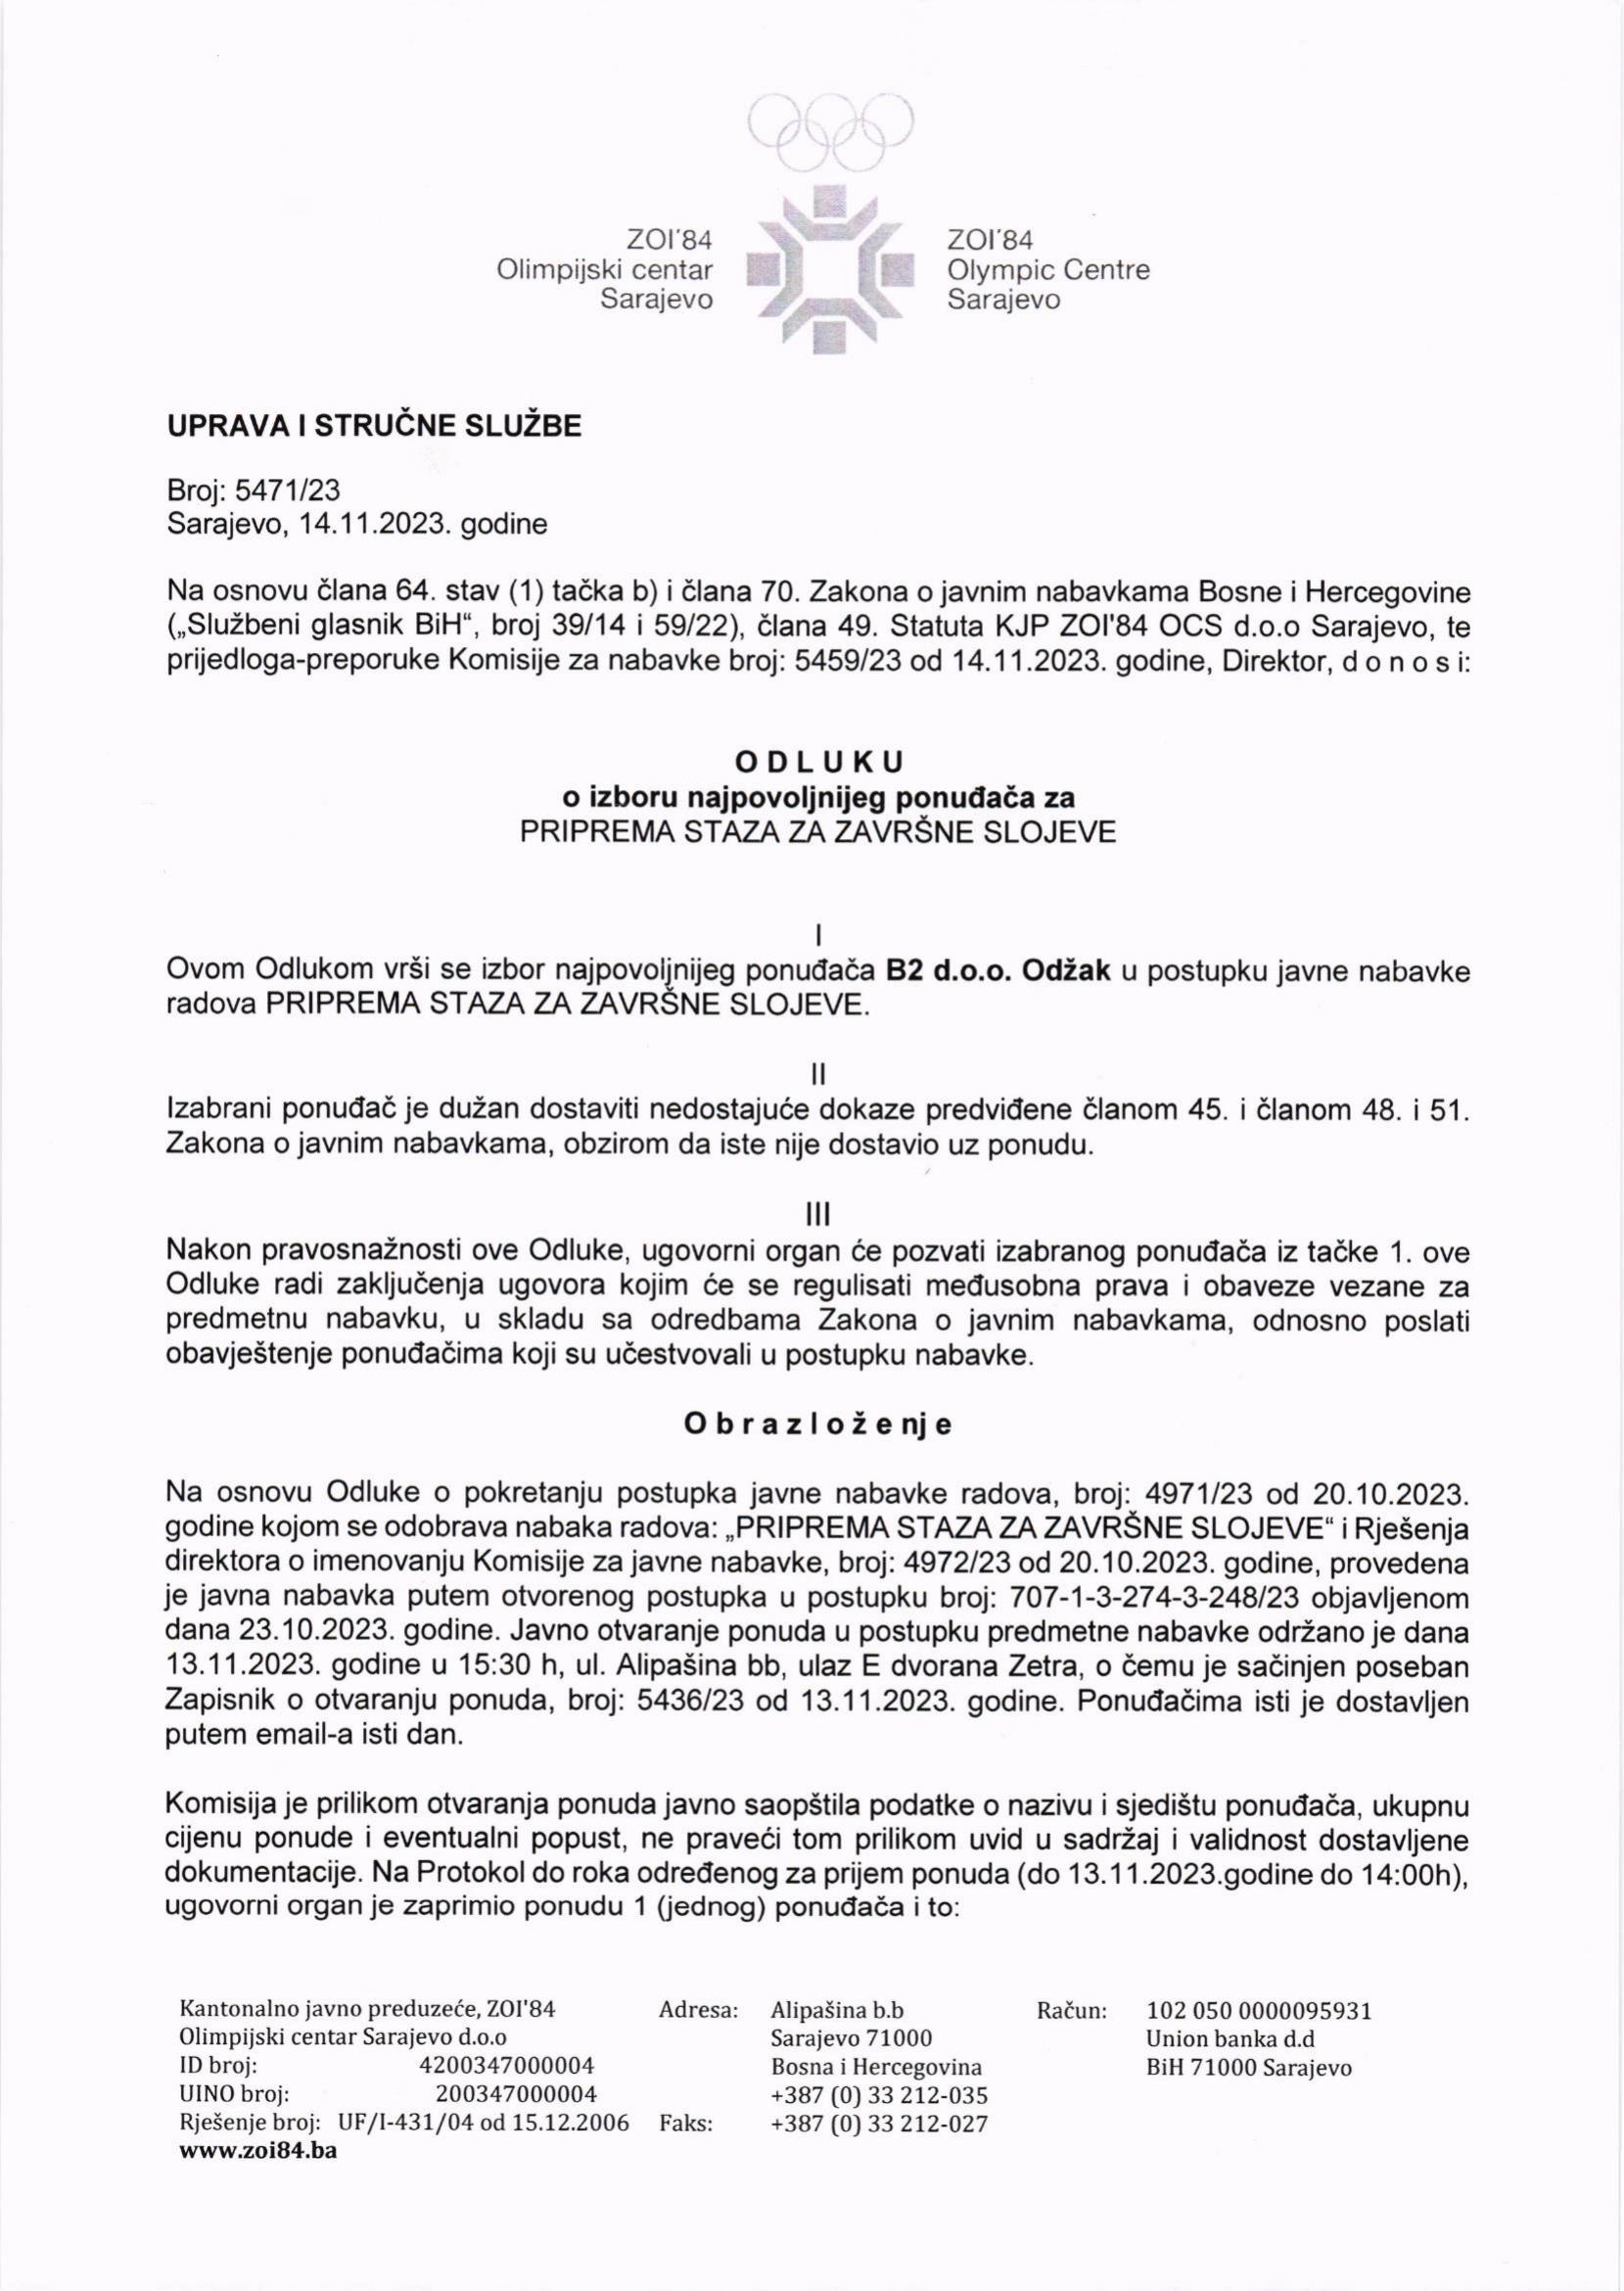 ZOI'84
Olimpijski centar
Sarajevo
ZOI'84
Olympic Centre
Sarajevo
UPRAVA I STRUČNE SLUŽBE
Broj: 5471/23
Sarajevo, 14.11.2023. godine
Na osnovu člana 64. stav (1) tačka b) i člana 70. Zakona o javnim nabavkama Bosne i Hercegovine
(„Službeni glasnik BiH“, broj 39/14 i 59/22), člana 49. Statuta KJP ZOI'84 OCS d.o.o Sarajevo, te
prijedloga-preporuke Komisije za nabavke broj: 5459/23 od 14.11.2023. godine, Direktor, d o n o s i:
O D L U K U
o izboru najpovoljnijeg ponuđača za
PRIPREMA STAZA ZA ZAVRŠNE SLOJEVE
I
Ovom Odlukom vrši se izbor najpovoljnijeg ponuđača B2 d.o.o. Odžak u postupku javne nabavke
radova PRIPREMA STAZA ZA ZAVRŠNE SLOJEVE.
II
Izabrani ponuđač je dužan dostaviti nedostajuće dokaze predviđene članom 45. i članom 48. i 51.
Zakona o javnim nabavkama, obzirom da iste nije dostavio uz ponudu.
III
Nakon pravosnažnosti ove Odluke, ugovorni organ će pozvati izabranog ponuđača iz tačke 1. ove
Odluke radi zaključenja ugovora kojim će se regulisati međusobna prava i obaveze vezane za
predmetnu nabavku, u skladu sa odredbama Zakona o javnim nabavkama, odnosno poslati
obavještenje ponuđačima koji su učestvovali u postupku nabavke.
O b r a z l o ž e nj e
Na osnovu Odluke o pokretanju postupka javne nabavke radova, broj: 4971/23 od 20.10.2023.
godine kojom se odobrava nabaka radova: „PRIPREMA STAZA ZA ZAVRŠNE SLOJEVE“ i Rješenja
direktora o imenovanju Komisije za javne nabavke, broj: 4972/23 od 20.10.2023. godine, provedena
je javna nabavka putem otvorenog postupka u postupku broj: 707-1-3-274-3-248/23 objavljenom
dana 23.10.2023. godine. Javno otvaranje ponuda u postupku predmetne nabavke održano je dana
13.11.2023. godine u 15:30 h, ul. Alipašina bb, ulaz E dvorana Zetra, o čemu je sačinjen poseban
Zapisnik o otvaranju ponuda, broj: 5436/23 od 13.11.2023. godine. Ponuđačima isti je dostavljen
putem email-a isti dan.
Komisija je prilikom otvaranja ponuda javno saopštila podatke o nazivu i sjedištu ponuđača, ukupnu
cijenu ponude i eventualni popust, ne praveći tom prilikom uvid u sadržaj i validnost dostavljene
dokumentacije. Na Protokol do roka određenog za prijem ponuda (do 13.11.2023.godine do 14:00h),
ugovorni organ je zaprimio ponudu 1 (jednog) ponuđača i to:
Kantonalno javno preduzeće, ZOI'84
Olimpijski centar Sarajevo d.o.o
ID broj: 4200347000004
UINO broj: 200347000004
Rješenje broj: UF/I-431/04 od 15.12.2006
www.zoi84.ba
Adresa: Alipašina b.b
Sarajevo 71000
Bosna i Hercegovina
+387 (0) 33 212-035
Faks: +387 (0) 33 212-027
Račun: 102 050 0000095931
Union banka d.d
BiH 71000 Sarajevo